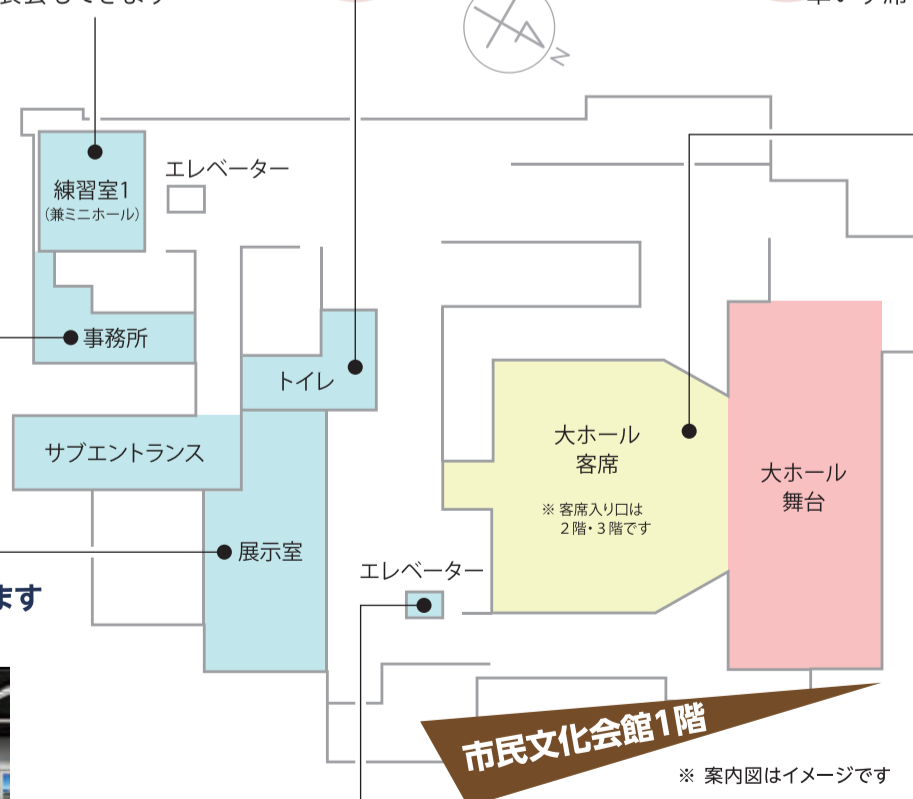 N
練習室1
（兼ミニホール）
エレベーター
事務所
トイレ
サブエントランス
大ホール
客席
※ 客席入り口は
2階・3階です
大ホール
舞台
展示室
エレベーター
ます
市民文化会館1階
※ 案内図はイメージです